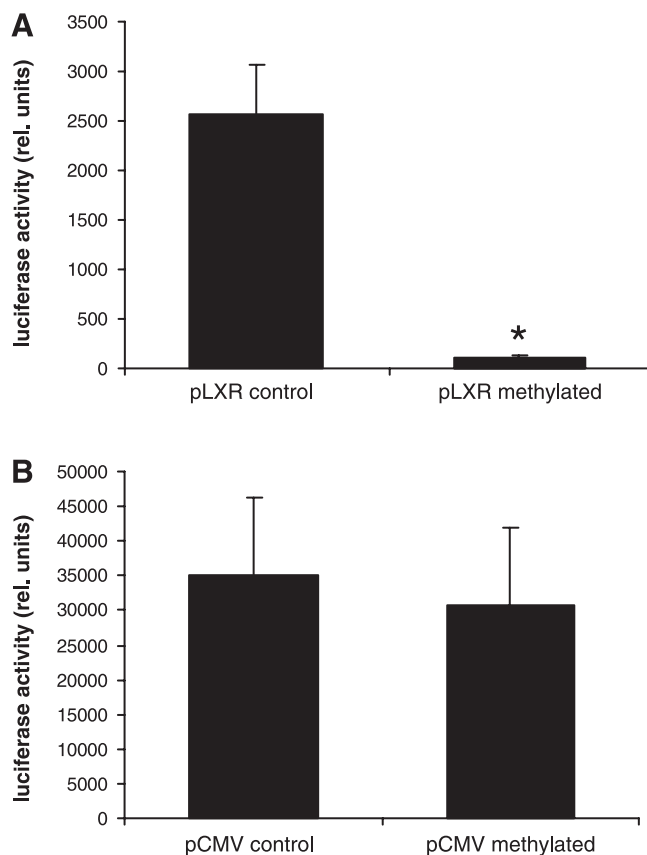 A
luciferase activity (rel. units)
3500
3000
2500
2000
1500
1000
500
0
*
pLXR control
pLXR methylated
B
luciferase activity (rel. units)
50000
45000
40000
35000
30000
25000
20000
15000
10000
5000
0
pCMV control
pCMV methylated